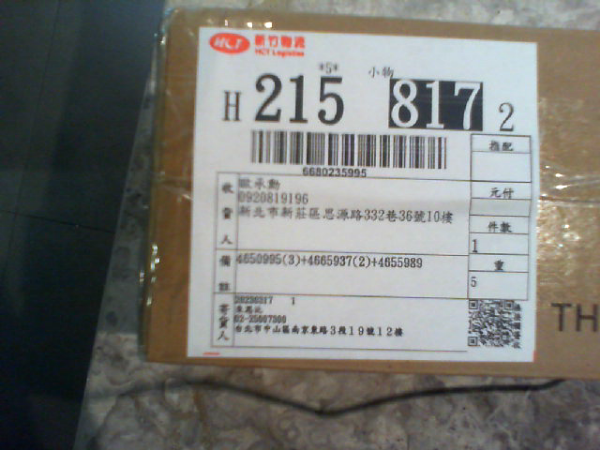 HCT 新竹物流
HCT Logistics
*5* 小物
H 215 817 2
指配
6680235995
收貨人
歐承勳
0920819196
新北市新莊區思源路332巷36號10樓
元付
件數
1
備註
4650995(3)+4665937(2)+4655989
重
5
寄貨人
1
台北市中山區南京東路3段19號12樓
TH